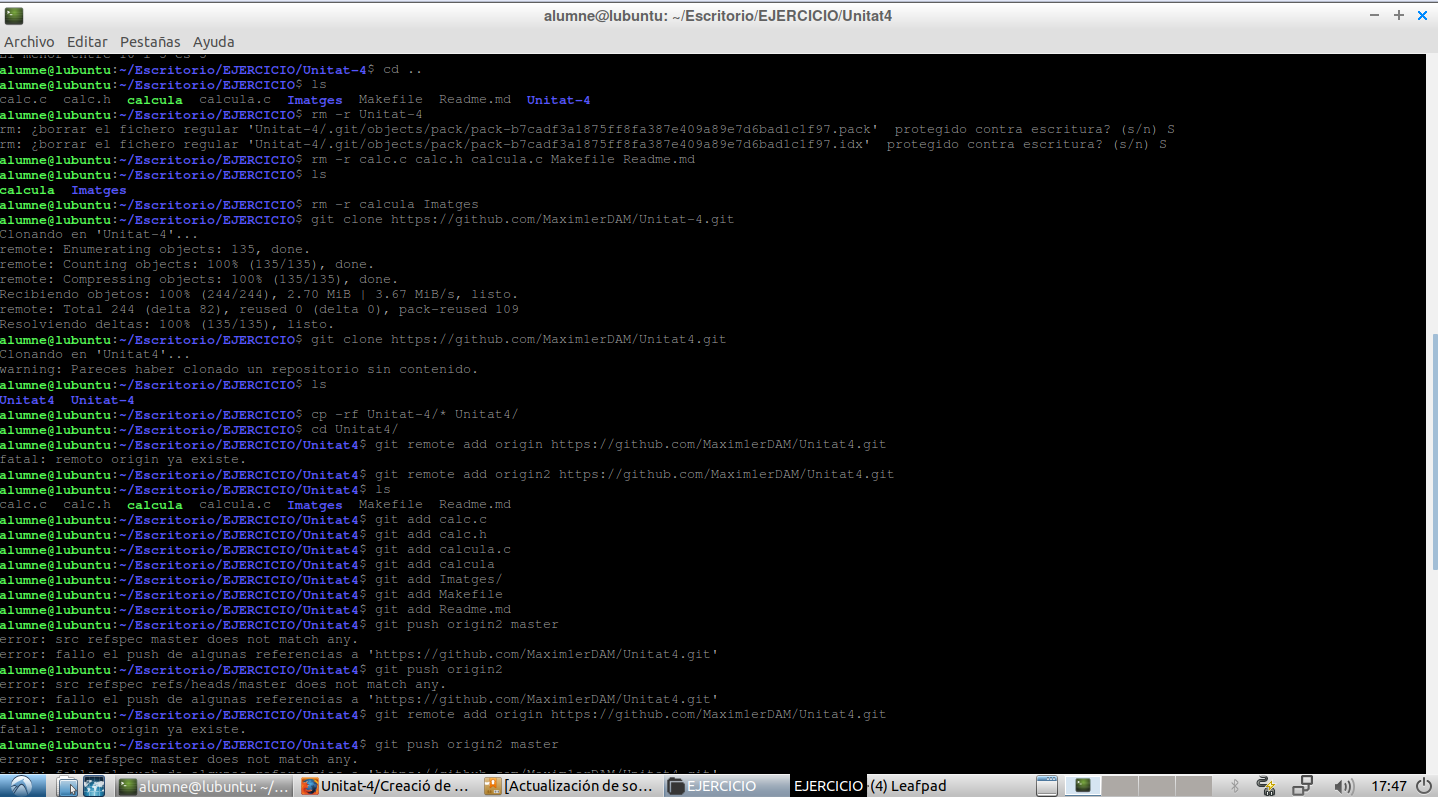 alumne@lubuntu: ~/Escritorio/EJERCICIO/Unitat4
Archivo Editar Pestañas Ayuda
alumne@lubuntu:~/Escritorio/EJERCICIO/Unitat-4$ cd ..
alumne@lubuntu:~/Escritorio/EJERCICIO$ ls
calc.c calc.h calcula calcula.c Imatges Makefile Readme.md Unitat-4
alumne@lubuntu:~/Escritorio/EJERCICIO$ rm -r Unitat-4
rm: ¿borrar el fichero regular 'Unitat-4/.git/objects/pack/pack-b7cadf3a1875ff8fa387e409a89e7d6bad1c1f97.pack' protegido contra escritura? (s/n) S
rm: ¿borrar el fichero regular 'Unitat-4/.git/objects/pack/pack-b7cadf3a1875ff8fa387e409a89e7d6bad1c1f97.idx' protegido contra escritura? (s/n) S
alumne@lubuntu:~/Escritorio/EJERCICIO$ rm -r calc.c calc.h calcula.c Makefile Readme.md
alumne@lubuntu:~/Escritorio/EJERCICIO$ ls
calcula Imatges
alumne@lubuntu:~/Escritorio/EJERCICIO$ rm -r calcula Imatges
alumne@lubuntu:~/Escritorio/EJERCICIO$ git clone https://github.com/Maxim1erDAM/Unitat-4.git
Clonando en 'Unitat-4'...
remote: Enumerating objects: 135, done.
remote: Counting objects: 100% (135/135), done.
remote: Compressing objects: 100% (135/135), done.
Recibiendo objetos: 100% (244/244), 2.70 MiB | 3.67 MiB/s, listo.
remote: Total 244 (delta 82), reused 0 (delta 0), pack-reused 109
Resolviendo deltas: 100% (135/135), listo.
alumne@lubuntu:~/Escritorio/EJERCICIO$ git clone https://github.com/Maxim1erDAM/Unitat4.git
Clonando en 'Unitat4'...
warning: Pareces haber clonado un repositorio sin contenido.
alumne@lubuntu:~/Escritorio/EJERCICIO$ ls
Unitat4 Unitat-4
alumne@lubuntu:~/Escritorio/EJERCICIO$ cp -rf Unitat-4/* Unitat4/
alumne@lubuntu:~/Escritorio/EJERCICIO$ cd Unitat4/
alumne@lubuntu:~/Escritorio/EJERCICIO/Unitat4$ git remote add origin https://github.com/Maxim1erDAM/Unitat4.git
fatal: remoto origin ya existe.
alumne@lubuntu:~/Escritorio/EJERCICIO/Unitat4$ git remote add origin2 https://github.com/Maxim1erDAM/Unitat4.git
alumne@lubuntu:~/Escritorio/EJERCICIO/Unitat4$ ls
calc.c calc.h calcula calcula.c Imatges Makefile Readme.md
alumne@lubuntu:~/Escritorio/EJERCICIO/Unitat4$ git add calc.c
alumne@lubuntu:~/Escritorio/EJERCICIO/Unitat4$ git add calc.h
alumne@lubuntu:~/Escritorio/EJERCICIO/Unitat4$ git add calcula.c
alumne@lubuntu:~/Escritorio/EJERCICIO/Unitat4$ git add calcula
alumne@lubuntu:~/Escritorio/EJERCICIO/Unitat4$ git add Imatges/
alumne@lubuntu:~/Escritorio/EJERCICIO/Unitat4$ git add Makefile
alumne@lubuntu:~/Escritorio/EJERCICIO/Unitat4$ git add Readme.md
alumne@lubuntu:~/Escritorio/EJERCICIO/Unitat4$ git push origin2 master
error: src refspec master does not match any.
error: fallo el push de algunas referencias a 'https://github.com/Maxim1erDAM/Unitat4.git'
alumne@lubuntu:~/Escritorio/EJERCICIO/Unitat4$ git push origin2
error: src refspec refs/heads/master does not match any.
error: fallo el push de algunas referencias a 'https://github.com/Maxim1erDAM/Unitat4.git'
alumne@lubuntu:~/Escritorio/EJERCICIO/Unitat4$ git remote add origin https://github.com/Maxim1erDAM/Unitat4.git
fatal: remoto origin ya existe.
alumne@lubuntu:~/Escritorio/EJERCICIO/Unitat4$ git push origin2 master
error: src refspec master does not match any.
alumne@lubuntu: ~/... Unitat-4/Creació de ... [Actualización de so... EJERCICIO EJERCICIO (4) Leafpad 17:47